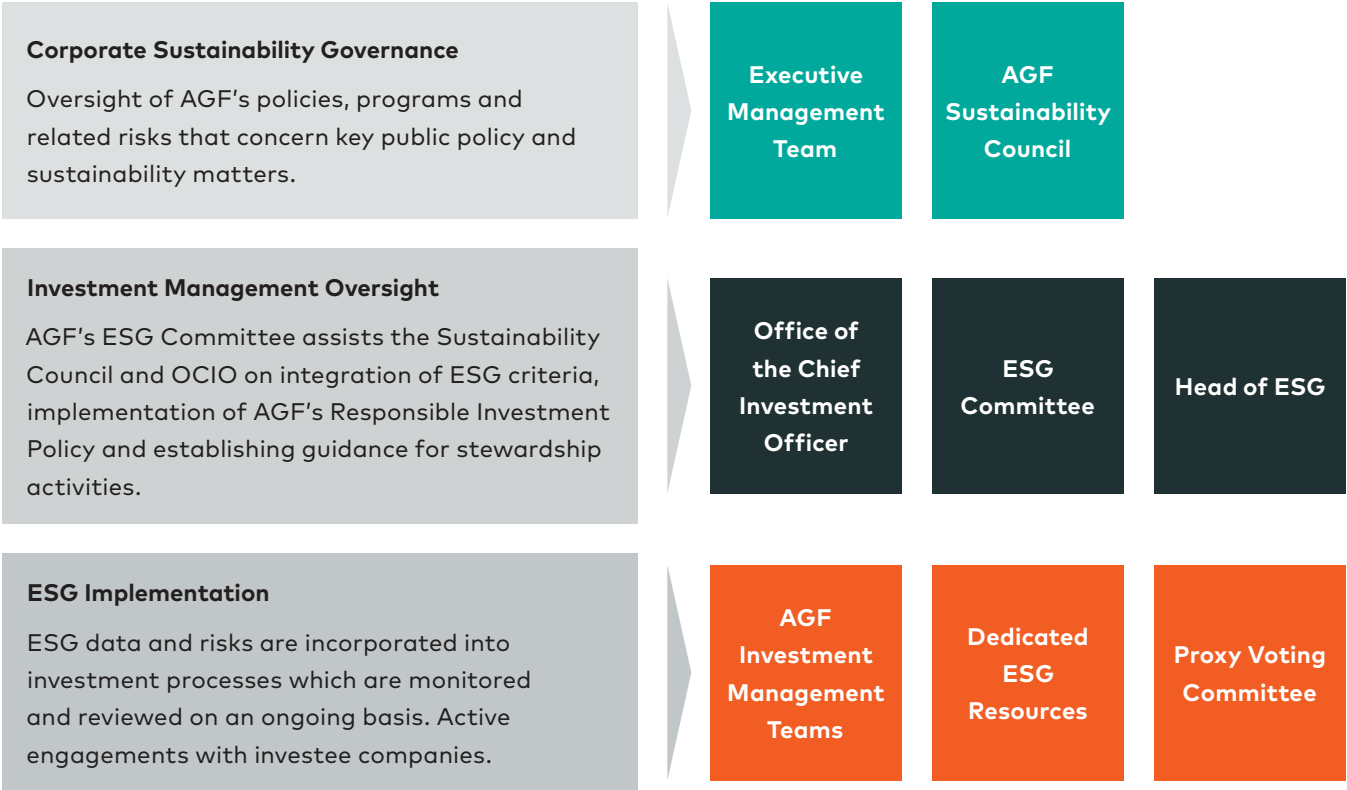 Corporate Sustainability Governance
Oversight of AGF’s policies, programs and
related risks that concern key public policy and
sustainability matters.
Executive
Management
Team
AGF
Sustainability
Council
Investment Management Oversight
AGF’s ESG Committee assists the Sustainability
Council and OCIO on integration of ESG criteria,
implementation of AGF’s Responsible Investment
Policy and establishing guidance for stewardship
activities.
Office of
the Chief
Investment
Officer
ESG
Committee
Head of ESG
ESG Implementation
ESG data and risks are incorporated into
investment processes which are monitored
and reviewed on an ongoing basis. Active
engagements with investee companies.
AGF
Investment
Management
Teams
Dedicated
ESG
Resources
Proxy Voting
Committee